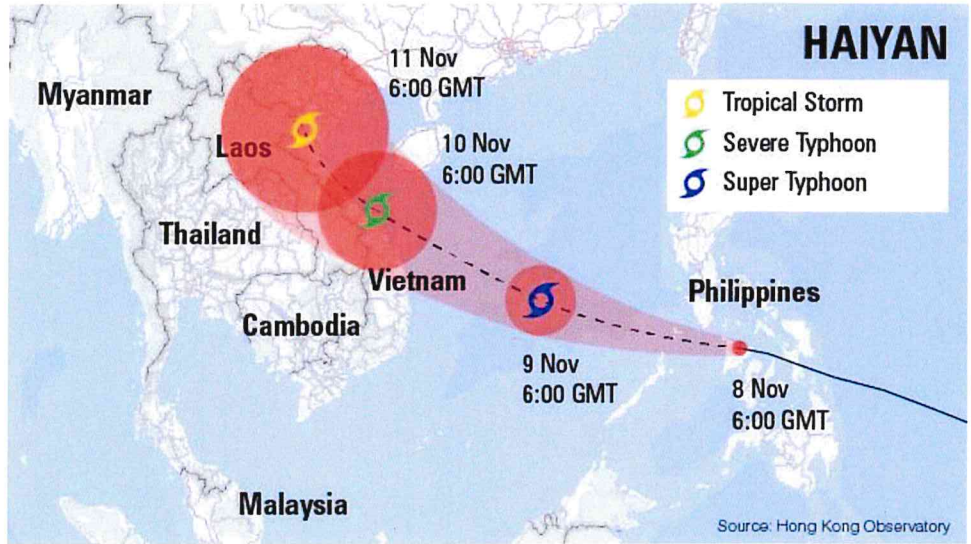 HAIYAN
Tropical Storm
Severe Typhoon
Super Typhoon
11 Nov
6:00 GMT
Myanmar
10 Nov
6:00 GMT
Laos
Thailand
Vietnam
Philippines
Cambodia
9 Nov
6:00 GMT
8 Nov
6:00 GMT
Malaysia
Source: Hong Kong Observatory